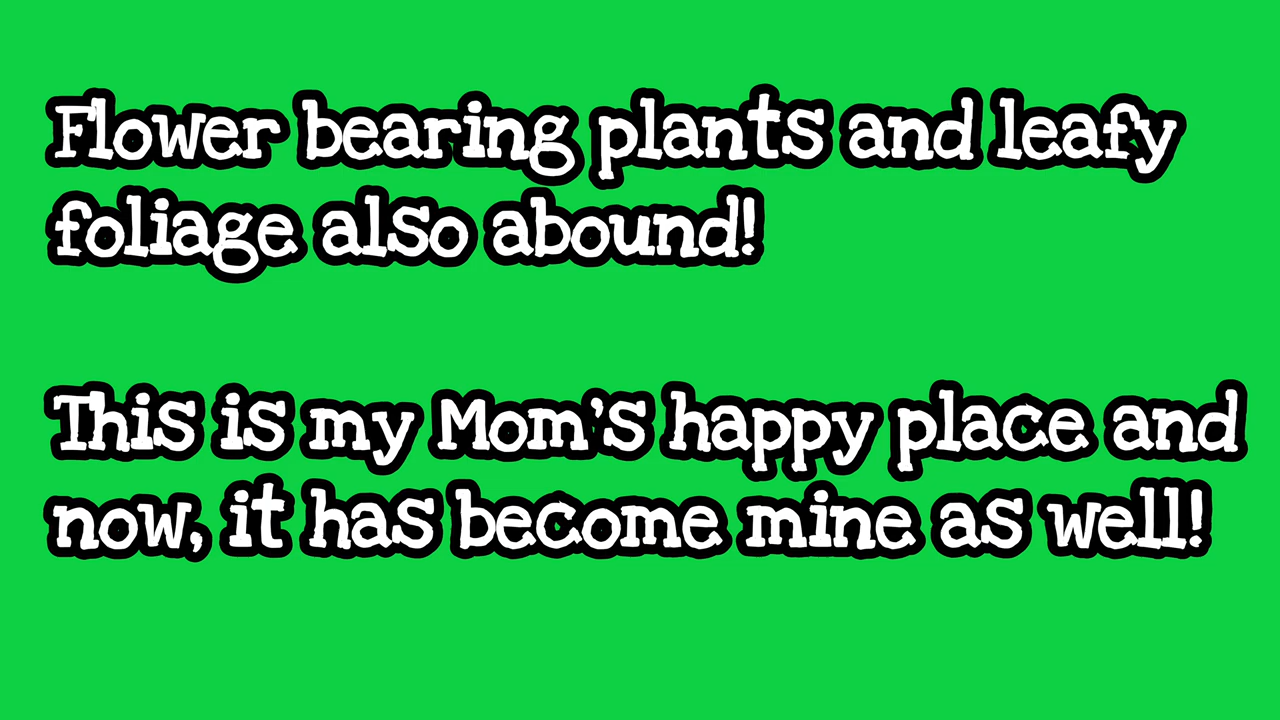 Flower bearing plants and leafy
foliage also abound!
This is my Mom's happy place and
now, it has become mine as well!